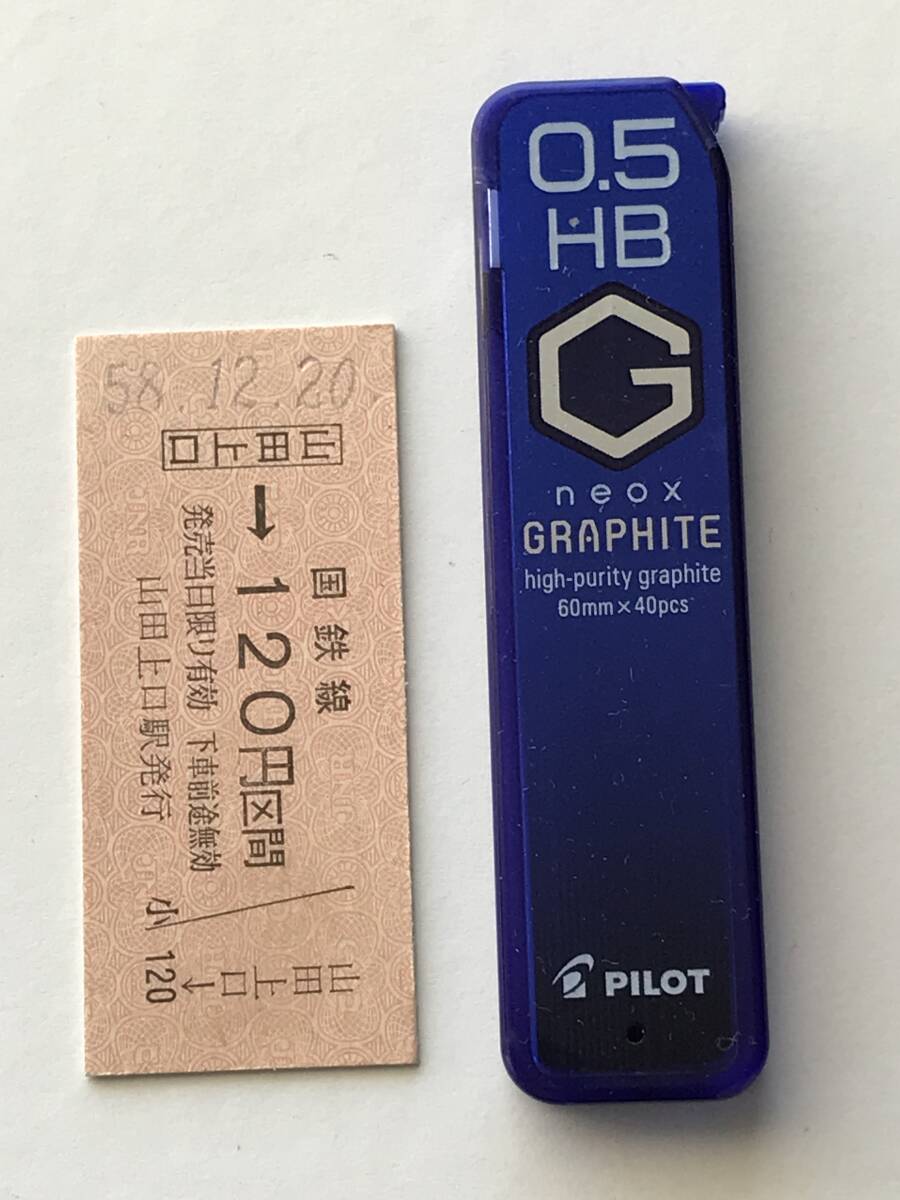 58.12.20
山田上口
国鉄線
→120円区間
発売当日限り有効 下車前途無効
山田上口駅発行
山田
上口
↓
小 120
0.5
HB
G
neox
GRAPHITE
high-purity graphite
60mm×40pcs
PILOT